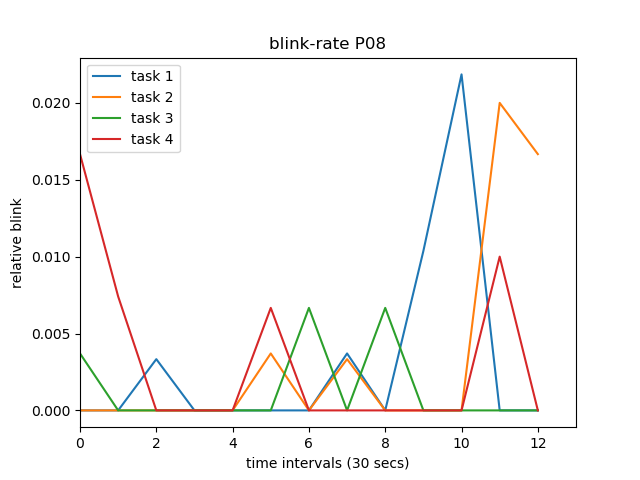 blink-rate P08
task 1
task 2
task 3
task 4
relative blink
0.020
0.015
0.010
0.005
0.000
0 2 4 6 8 10 12
time intervals (30 secs)